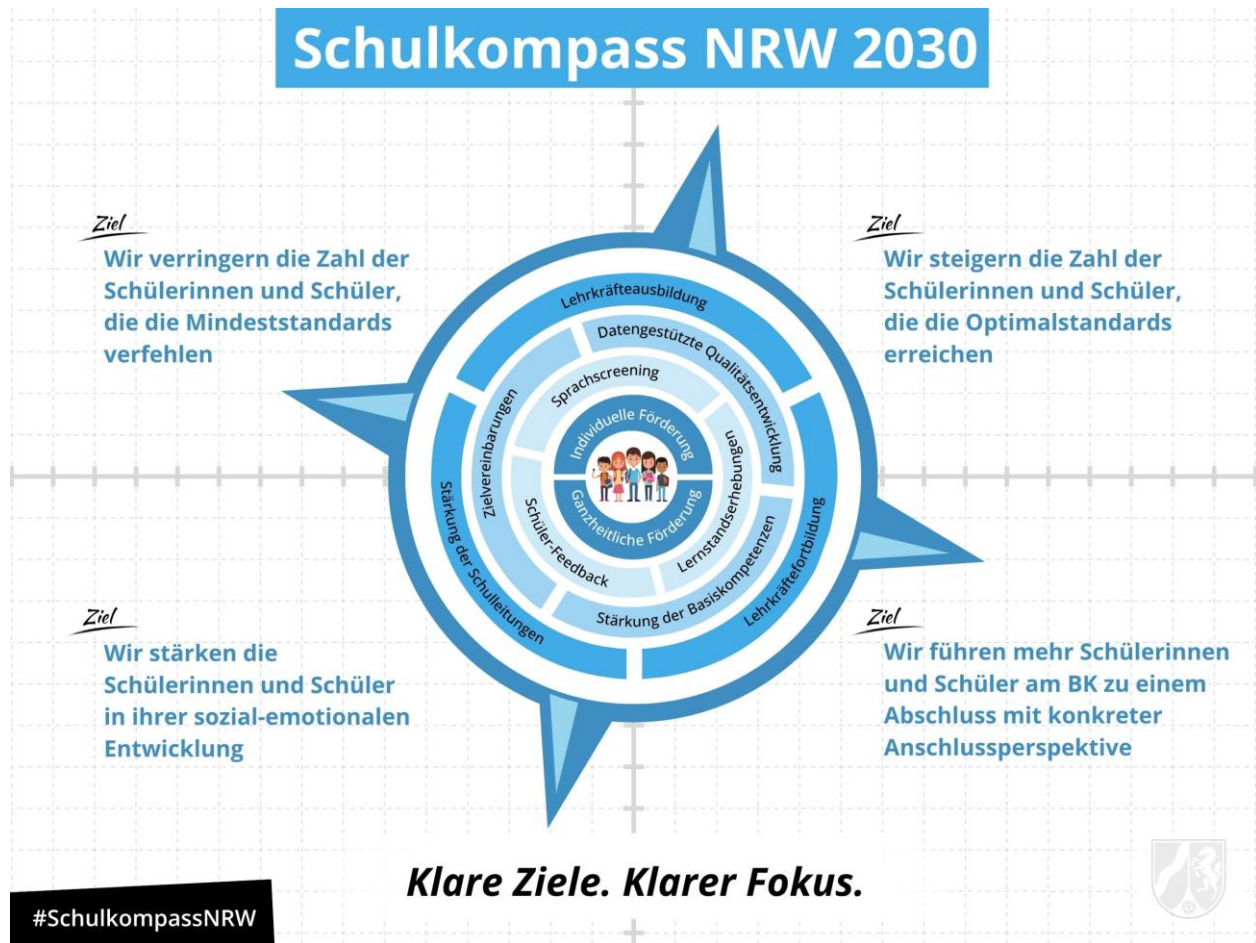 Schulkompass NRW 2030
Ziel
Wir verringern die Zahl der
Schülerinnen und Schüler,
die die Mindeststandards
verfehlen
Ziel
Wir steigern die Zahl der
Schülerinnen und Schüler,
die die Optimalstandards
erreichen
Lehrkräfteausbildung
Datengestützte Qualitätsentwicklung
Sprachscreening
Zielvereinbarungen
Individuelle Förderung
Ganzheitliche Förderung
Lernstandserhebungen
Schüler-Feedback
Stärkung der Basiskompetenzen
Stärkung der Schulleitungen
Lehrkräftefortbildung
Ziel
Wir stärken die
Schülerinnen und Schüler
in ihrer sozial-emotionalen
Entwicklung
Ziel
Wir führen mehr Schülerinnen
und Schüler am BK zu einem
Abschluss mit konkreter
Anschlussperspektive
Klare Ziele. Klarer Fokus.
#SchulkompassNRW